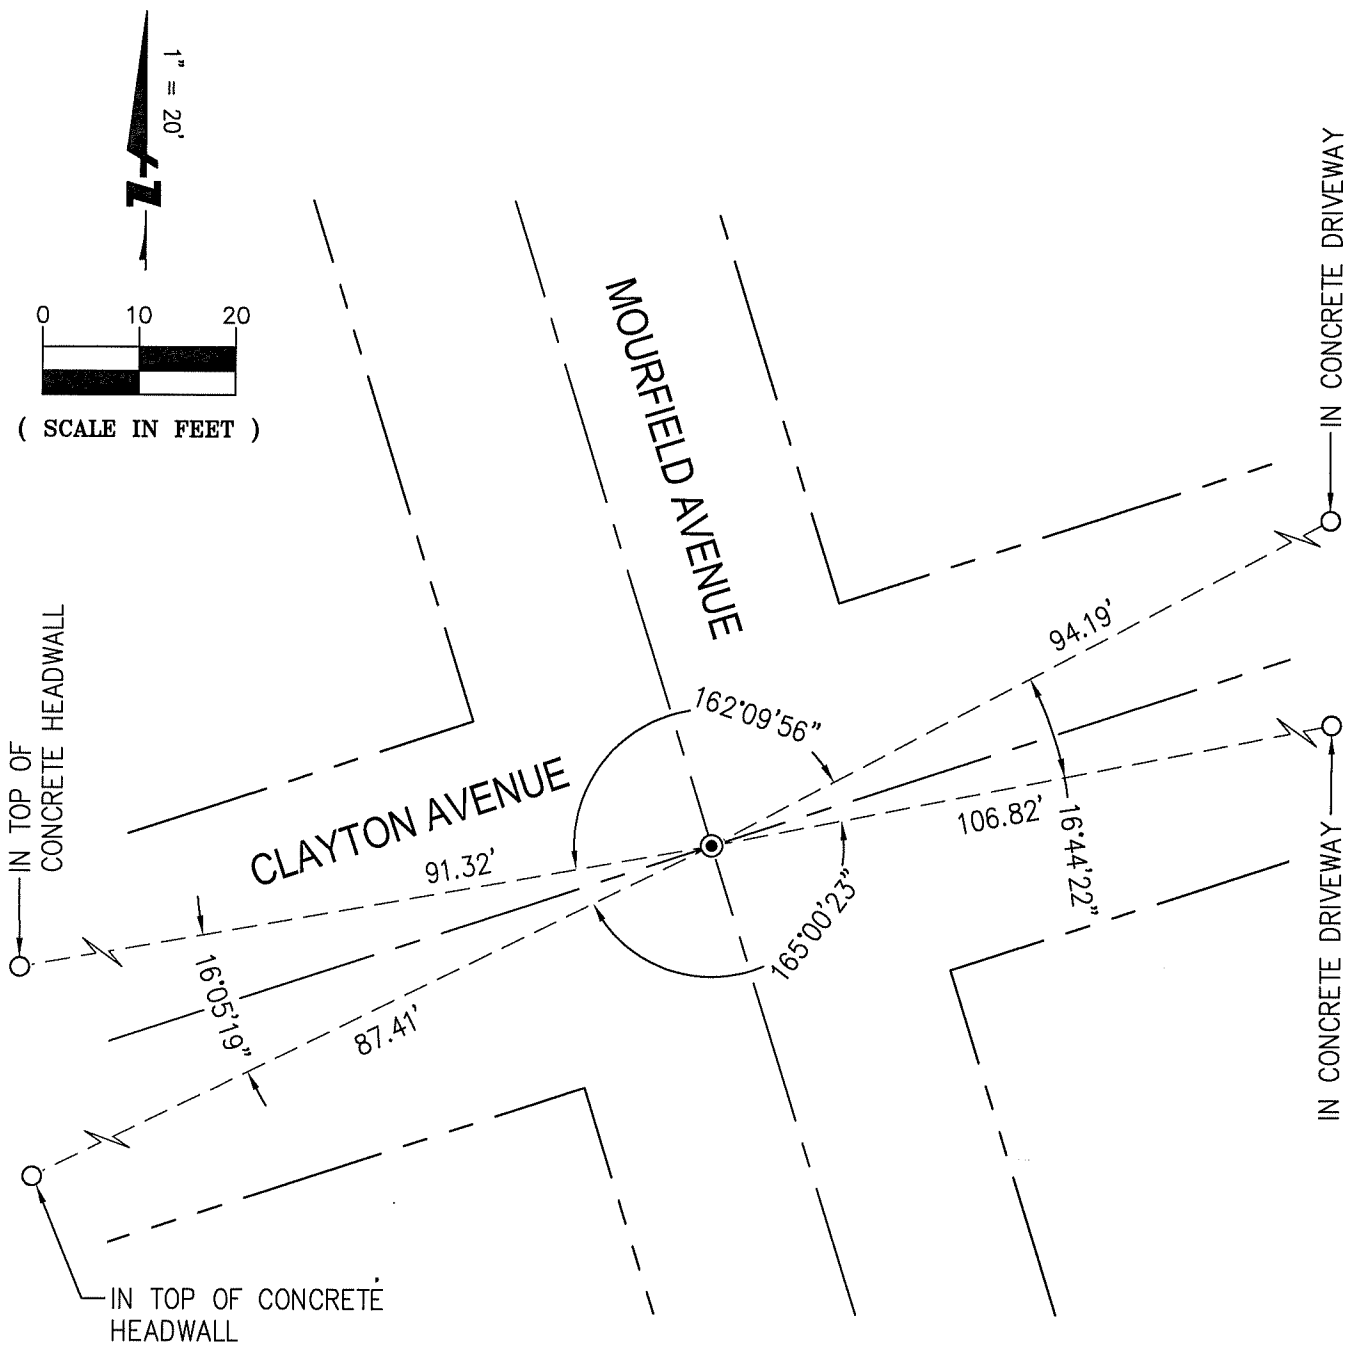 1" = 20'
Z
0 10 20
( SCALE IN FEET )
IN CONCRETE DRIVEWAY
MOURFIELD AVENUE
94.19'
162°09'56"
IN TOP OF
CONCRETE HEADWALL
CLAYTON AVENUE
91.32'
106.82'
16°44'22"
165°00'23"
16°05'19"
87.41'
IN CONCRETE DRIVEWAY
IN TOP OF CONCRETE
HEADWALL